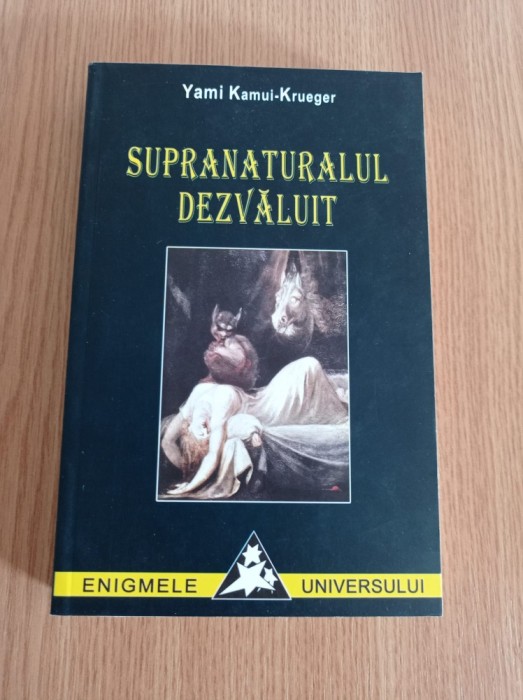 Yami Kamui-Krueger
SUPRANATURALUL
DEZVĂLUIT
ENIGMELE UNIVERSULUI